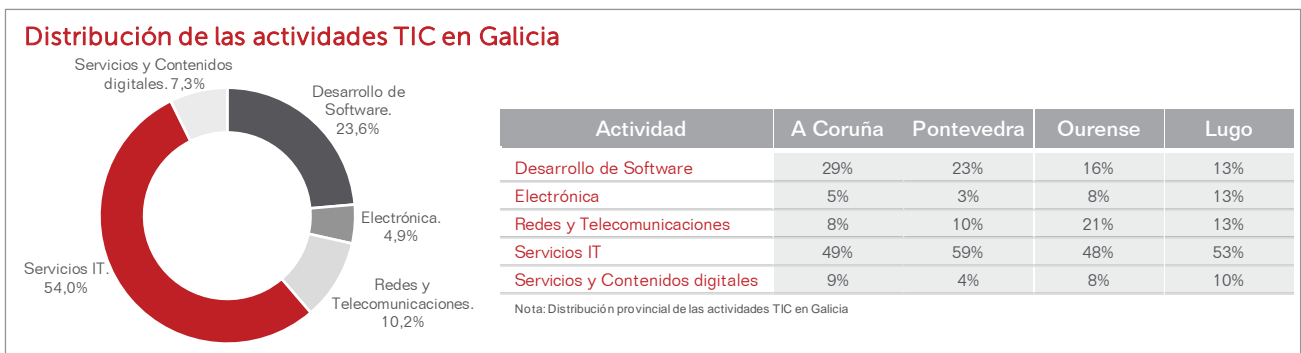 Distribución de las actividades TIC en Galicia
Servicios y Contenidos
digitales. 7,3%
Desarrollo de
Software.
23,6%
Electrónica.
4,9%
Redes y
Telecomunicaciones.
10,2%
Servicios IT.
54,0%
Actividad A Coruña Pontevedra Ourense Lugo
Desarrollo de Software 29% 23% 16% 13%
Electrónica 5% 3% 8% 13%
Redes y Telecomunicaciones 8% 10% 21% 13%
Servicios IT 49% 59% 48% 53%
Servicios y Contenidos digitales 9% 4% 8% 10%
Nota: Distribución provincial de las actividades TIC en Galicia